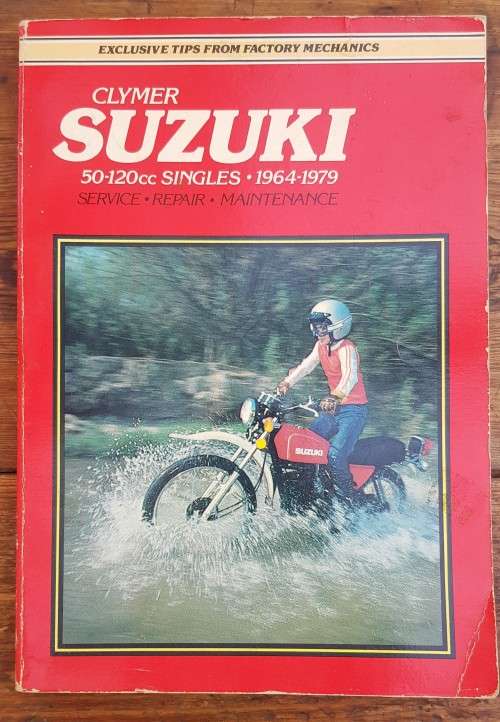 EXCLUSIVE TIPS FROM FACTORY MECHANICS
CLYMER
SUZUKI
50-120cc SINGLES • 1964-1979
SERVICE • REPAIR • MAINTENANCE
SUZUKI